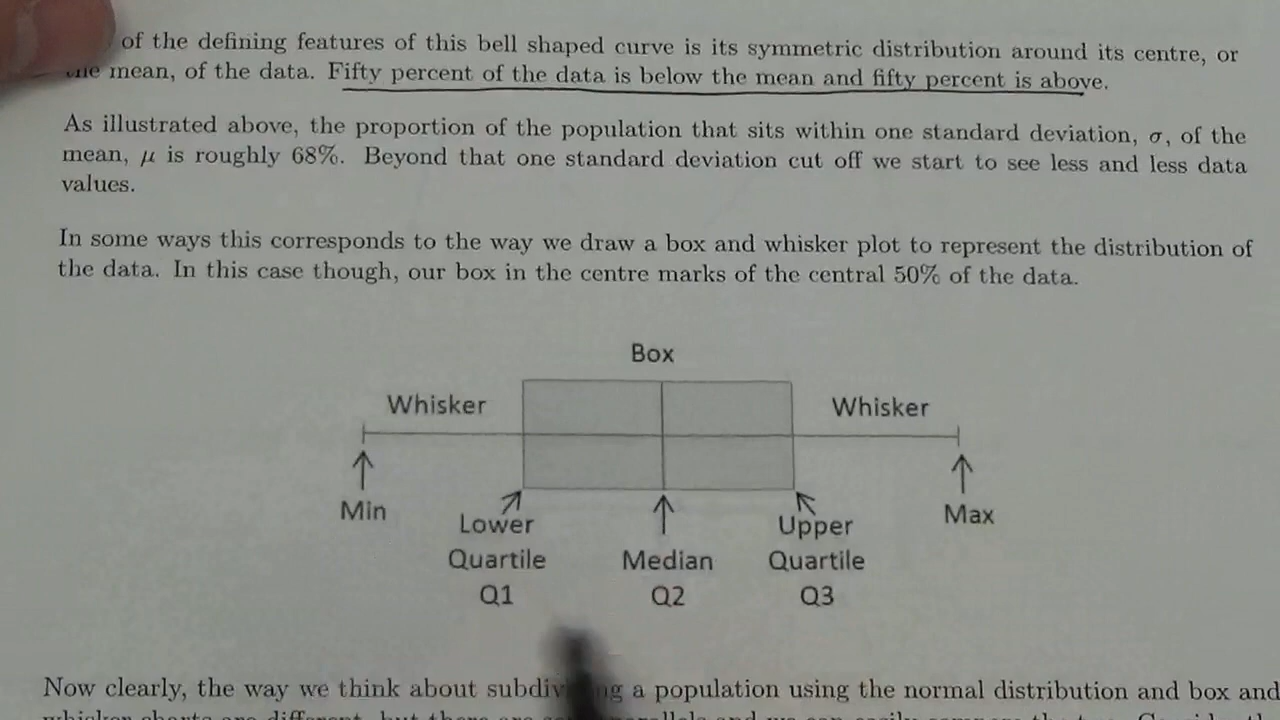 of the defining features of this bell shaped curve is its symmetric distribution around its centre, or
mean, of the data. Fifty percent of the data is below the mean and fifty percent is above.
As illustrated above, the proportion of the population that sits within one standard deviation, σ, of the
mean, μ is roughly 68%. Beyond that one standard deviation cut off we start to see less and less data
values.
In some ways this corresponds to the way we draw a box and whisker plot to represent the distribution of
the data. In this case though, our box in the centre marks of the central 50% of the data.
Box
Whisker
Whisker
Min
Lower
Quartile
Q1
Median
Q2
Upper
Quartile
Q3
Max
Now clearly, the way we think about a population using the normal distribution and box and